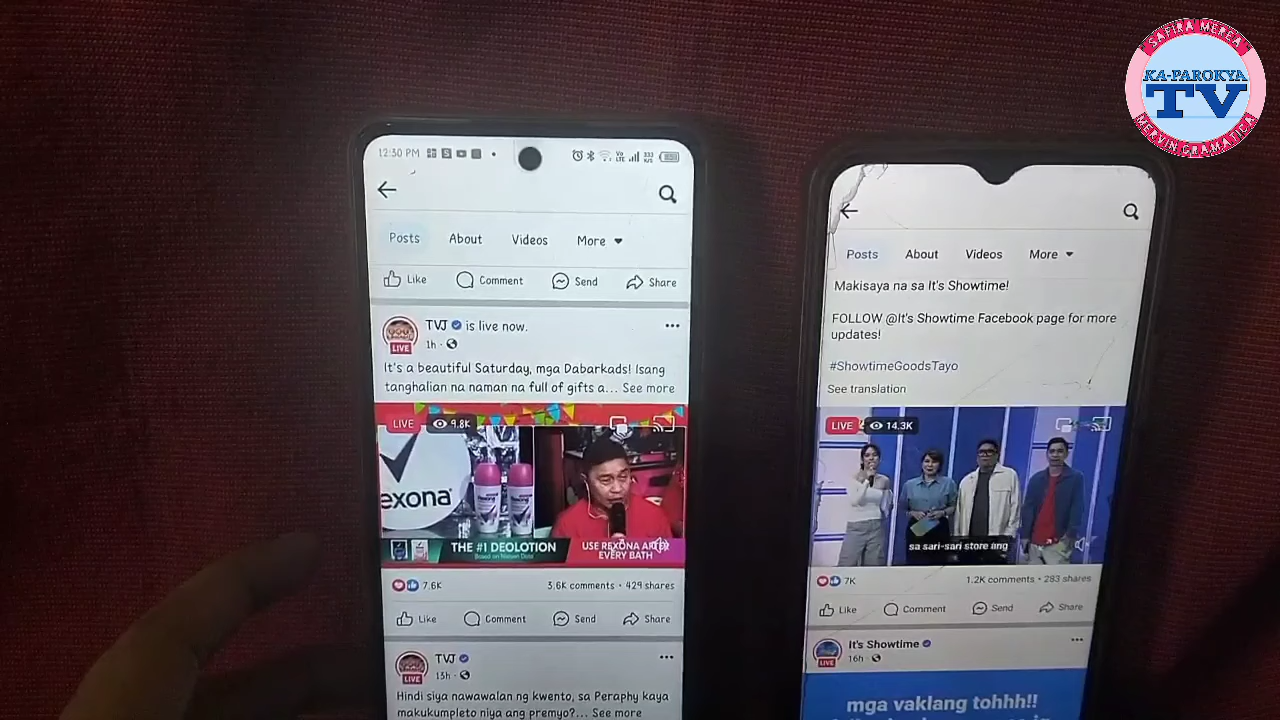 SAFIRA MEREA
KA-PAROKYA
TV
MERVIN GRAMATICA
12:30 PM
Posts
About
Videos
More
Like
Comment
Send
Share
TVJ is live now.
LIVE
1h
It's a beautiful Saturday, mga Dabarkads! Isang
tanghalian na naman na full of gifts a... See more
LIVE
9.8K
exona
THE #1 DEOLOTION
USE REXONA AFTER
EVERY BATH
7.6K
3.6K comments • 429 shares
Like
Comment
Send
Share
TVJ
LIVE
13h
Hindi siya nawawalan ng kwento, sa Peraphy kaya
makukumpleto niya ang premyo?... See more
Posts
About
Videos
More
Makisaya na sa It's Showtime!
FOLLOW @It's Showtime Facebook page for more
updates!
#ShowtimeGoodsTayo
See translation
LIVE
14.3K
sa sari-sari store ang
7K
1.2K comments • 283 shares
Like
Comment
Send
Share
It's Showtime
LIVE
16h
mga vaklang tohhh!!